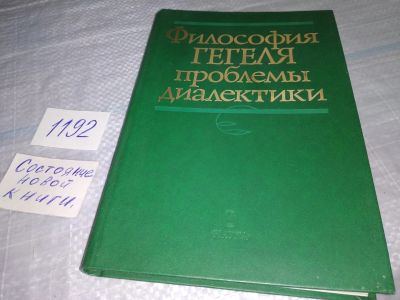 Философия
ГЕГЕЛЯ
проблемы
диалектики
1192
Состояние
новой
книги.